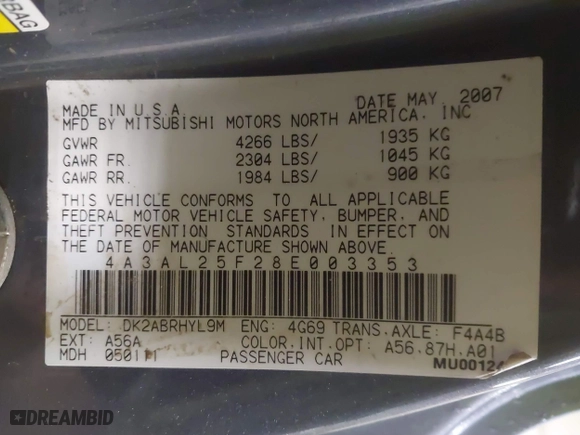 BAG
MADE IN U.S.A. DATE MAY. 2007
MFD BY MITSUBISHI MOTORS NORTH AMERICA, INC
GVWR 4266 LBS/ 1935 KG
GAWR FR. 2304 LBS/ 1045 KG
GAWR RR. 1984 LBS/ 900 KG
THIS VEHICLE CONFORMS TO ALL APPLICABLE
FEDERAL MOTOR VEHICLE SAFETY, BUMPER, AND
THEFT PREVENTION STANDARDS IN EFFECT ON
THE DATE OF MANUFACTURE SHOWN ABOVE.
4A3AL25F28E003353
MODEL: DK2ABRHYL9M ENG: 4G69 TRANS.AXLE: F4A4B
EXT: A56A COLOR.INT.OPT: A56.87H.A01
MDH PASSENGER CAR MU00124
DREAMBID